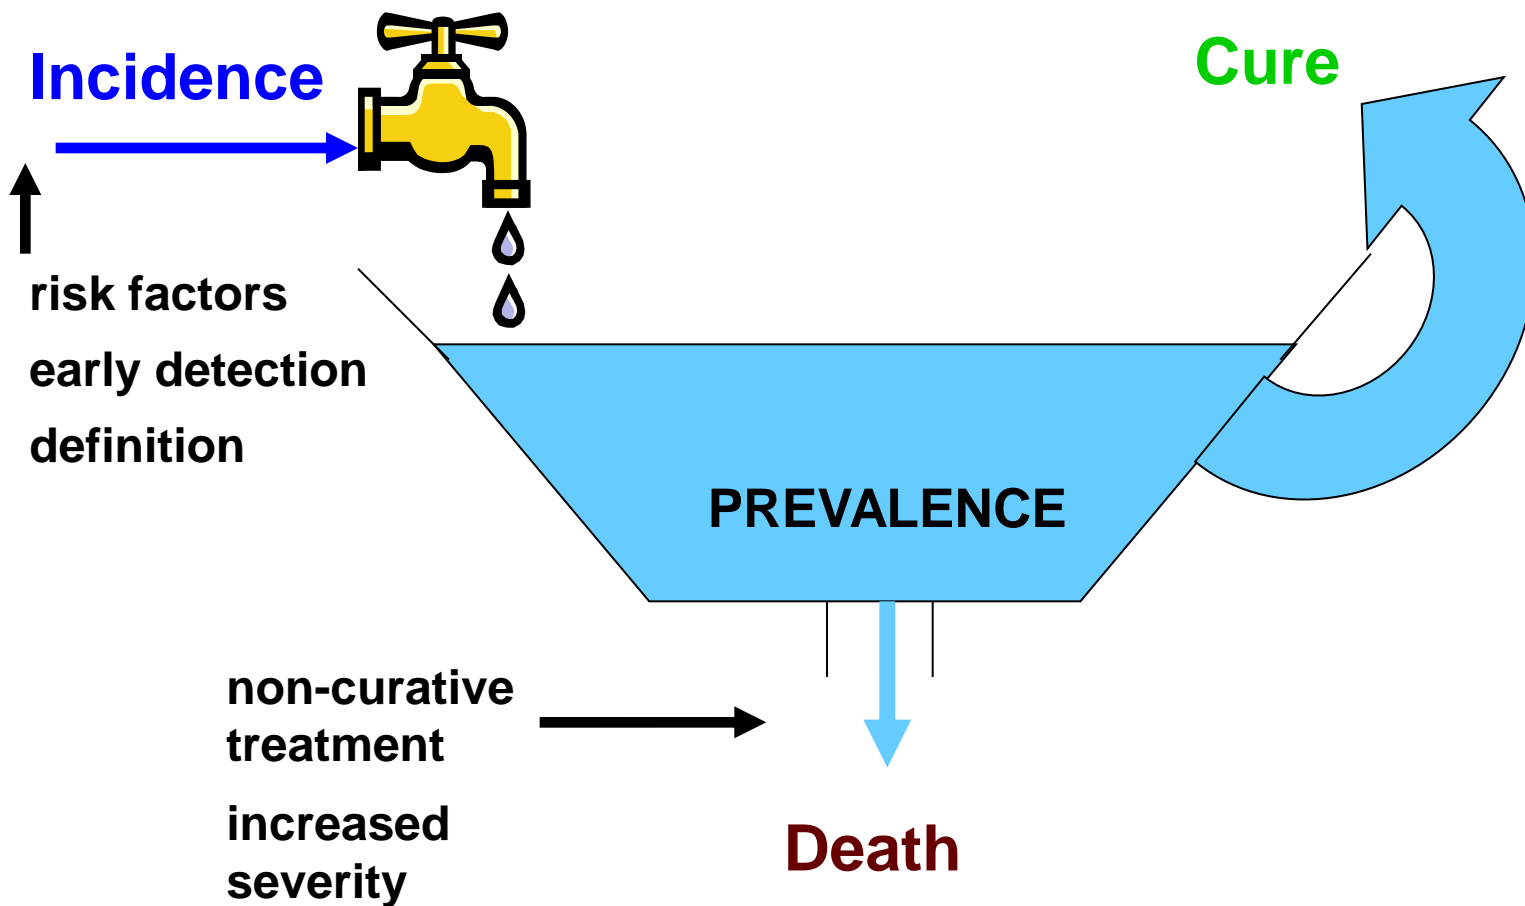 Incidence
Cure
risk factors
early detection
definition
PREVALENCE
non-curative
treatment
increased
severity
Death